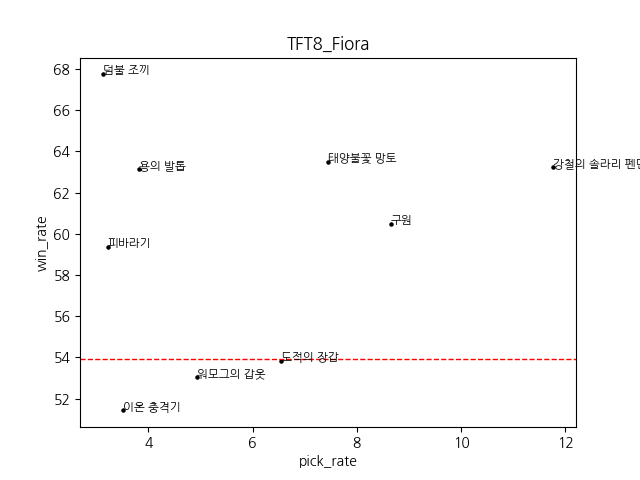 TFT8_Fiora
68
66
64
62
60
58
56
54
52
win_rate
덤불 조끼
태양불꽃 망토
강철의 솔라리
용의 발톱
구원
피바라기
도적의 장갑
워모그의 갑옷
이온 충격기
4
6
8
10
12
pick_rate